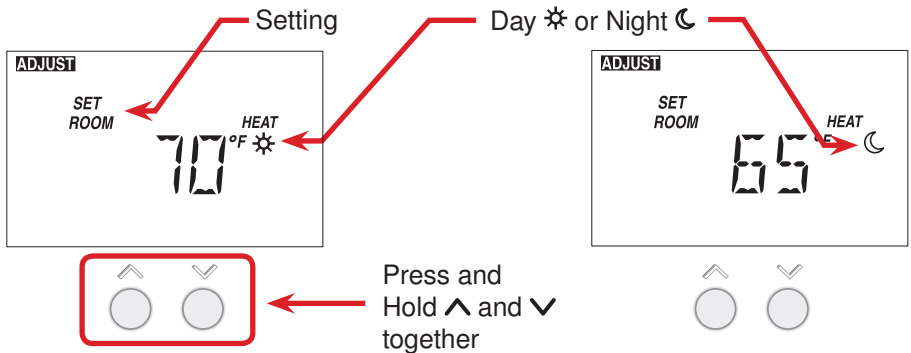 Setting
Day ☼ or Night ☾
ADJUST
SET
ROOM
HEAT
70°F
ADJUST
SET
ROOM
HEAT
65°F
Press and
Hold ∧ and ∨
together